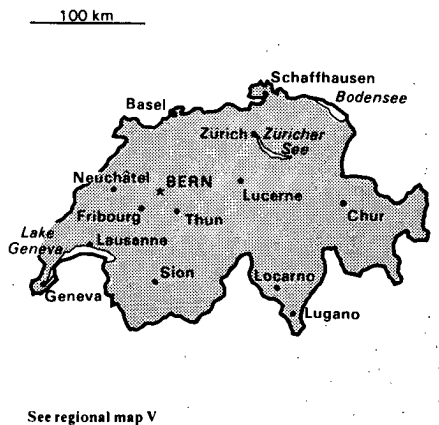 100 km
Schaffhausen
Bodensee
Basel
Zürich
Züricher
See
Neuchâtel
BERN
Lucerne
Fribourg
Thun
Chur
Lake
Geneva
Lausanne
Sion
Locarno
Geneva
Lugano
See regional map V